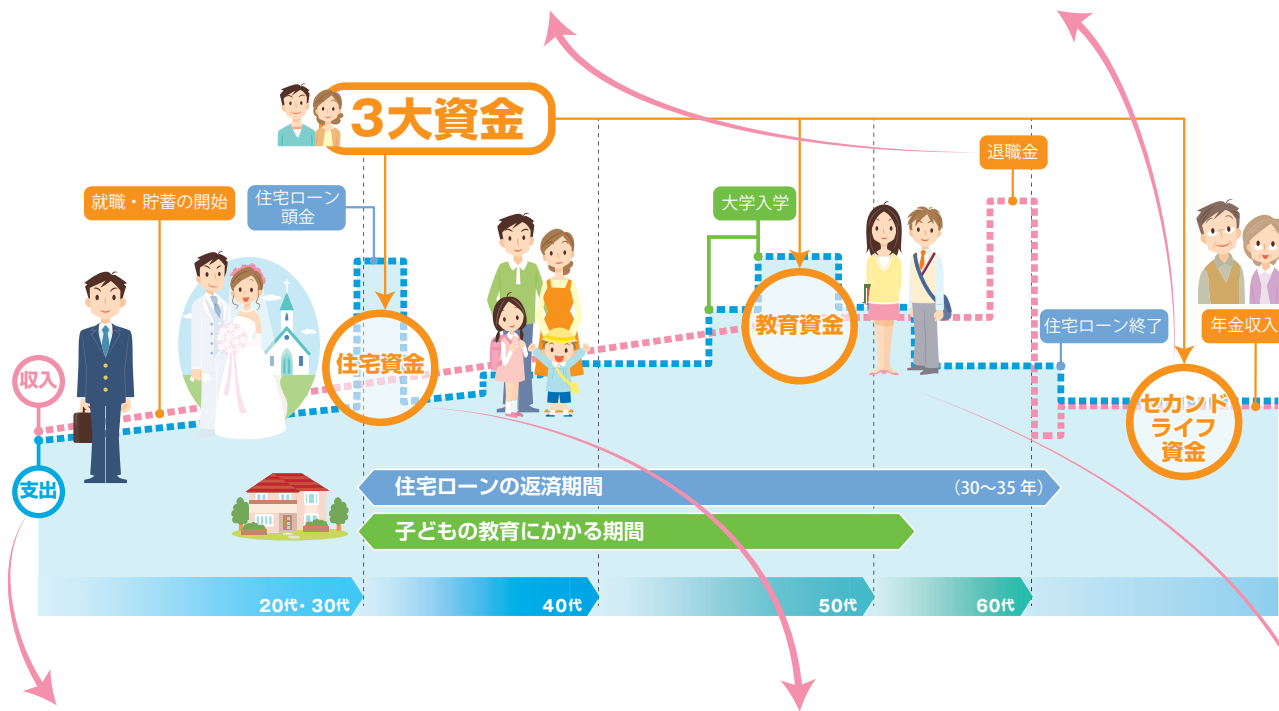 3大資金
退職金
就職・貯蓄の開始
住宅ローン
頭金
大学入学
住宅ローン終了
年金収入
教育資金
住宅資金
収入
セカンド
ライフ
資金
支出
住宅ローンの返済期間
(30〜35 年)
子どもの教育にかかる期間
20代・30代
40代
50代
60代